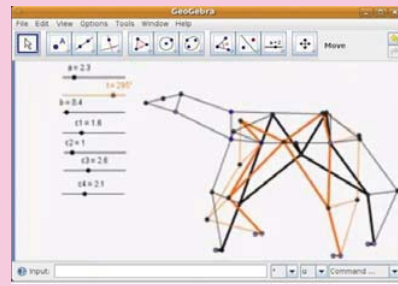 GeoGebra
File Edit View Options Tools Window Help
Move
a = 2.3
t = 295°
b = 8.4
c1 = 1.6
c2 = 1
c3 = 2.6
c4 = 2.1
Input:
Command ...